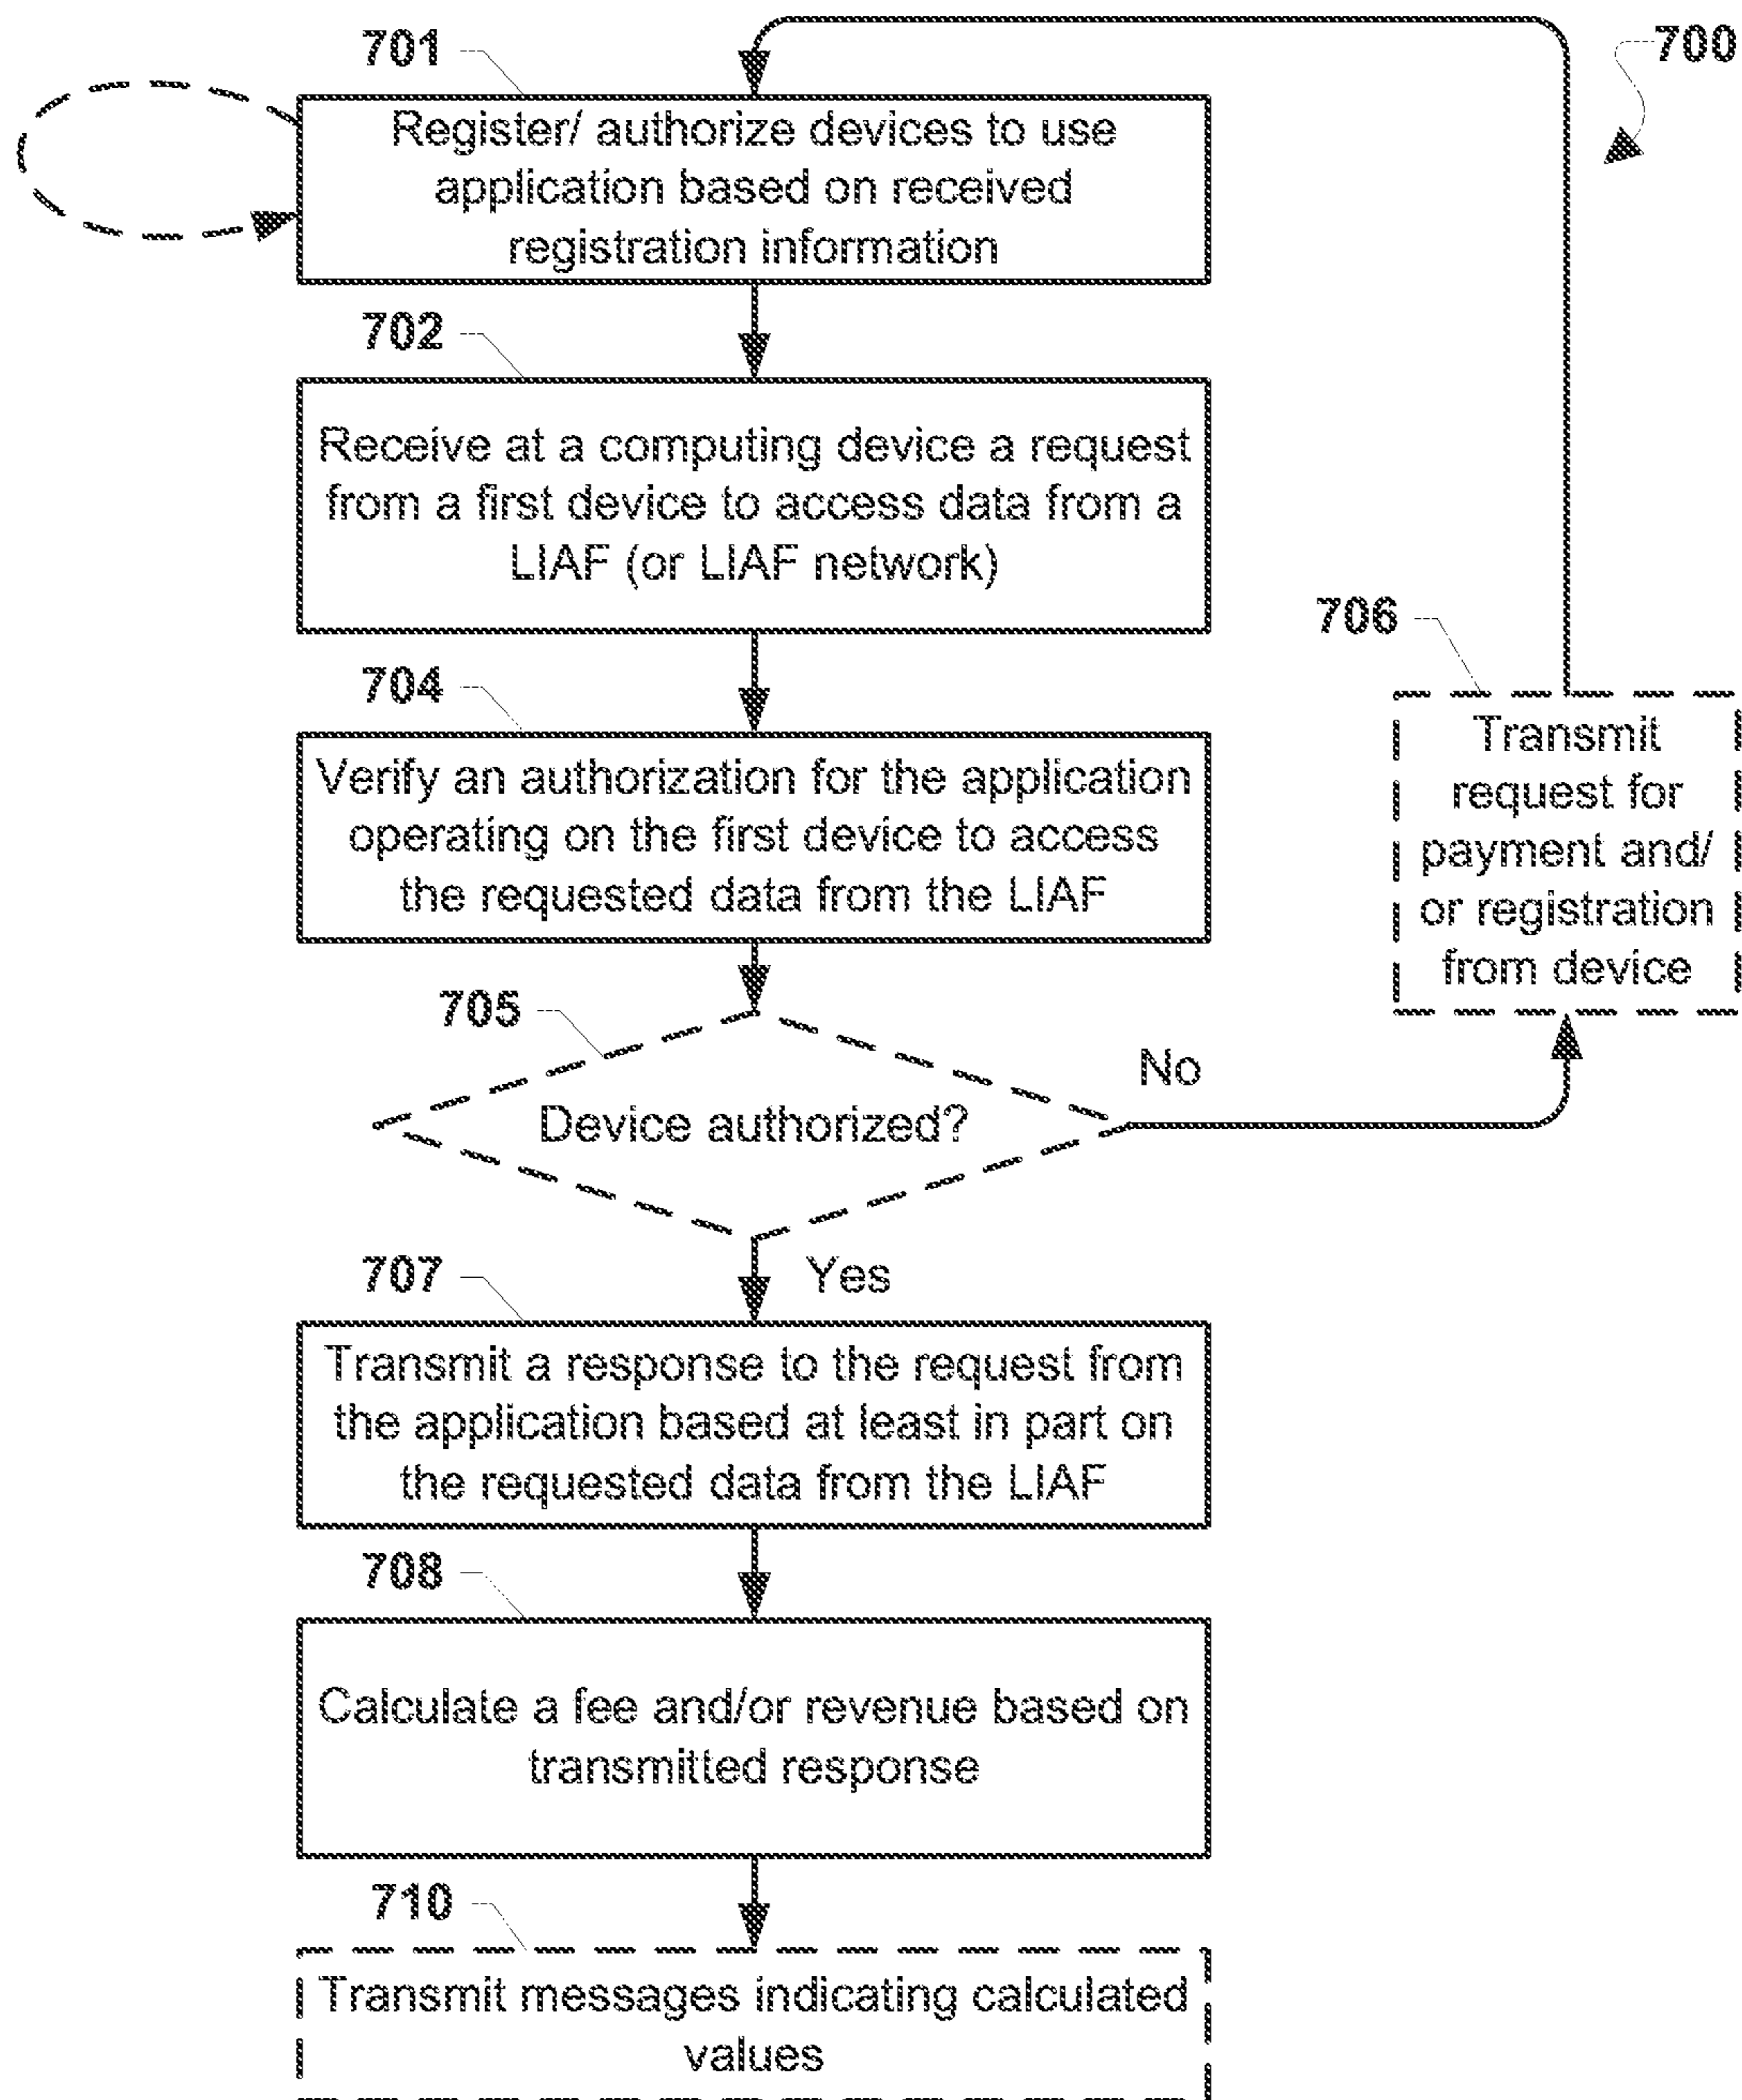 700
701
Register/ authorize devices to use
application based on received
registration information
702
Receive at a computing device a request
from a first device to access data from a
LIAF (or LIAF network)
704
Verify an authorization for the application
operating on the first device to access
the requested data from the LIAF
705
Device authorized?
No
706
Transmit
request for
payment and/
or registration
from device
Yes
707
Transmit a response to the request from
the application based at least in part on
the requested data from the LIAF
708
Calculate a fee and/or revenue based on
transmitted response
710
Transmit messages indicating calculated
values